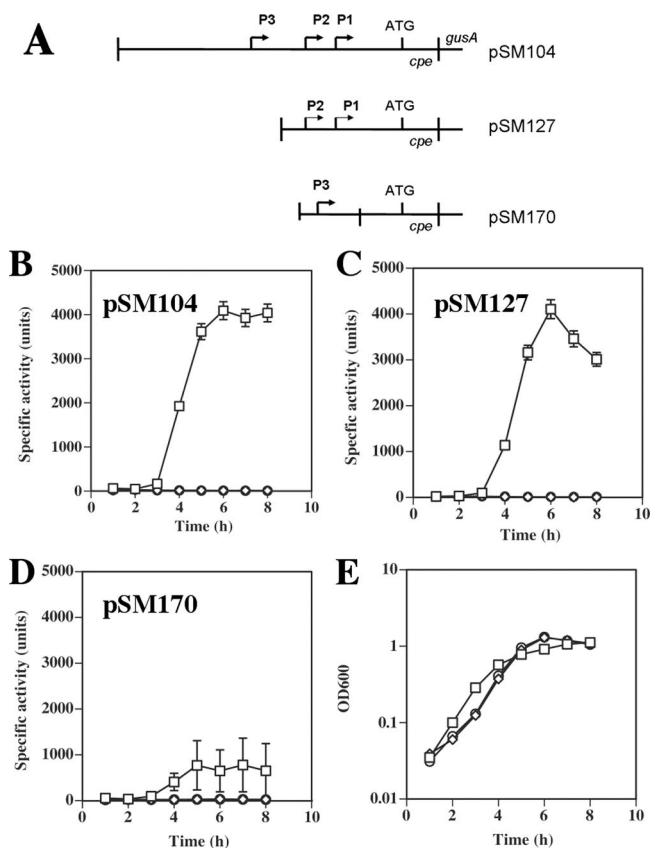 A
P3 P2 P1 ATG gusA
cpe pSM104
P2 P1 ATG
cpe pSM127
P3 ATG
cpe pSM170
B
pSM104
Specific activity (units)
5000
4000
3000
2000
1000
0
0 2 4 6 8 10
Time (h)
C
pSM127
Specfic activity (units)
5000
4000
3000
2000
1000
0
0 2 4 6 8 10
Time (h)
D
pSM170
Specific activity (units)
5000
4000
3000
2000
1000
0
0 2 4 6 8 10
Time (h)
E
OD600
10
1
0.1
0.01
0 2 4 6 8 10
Time (h)